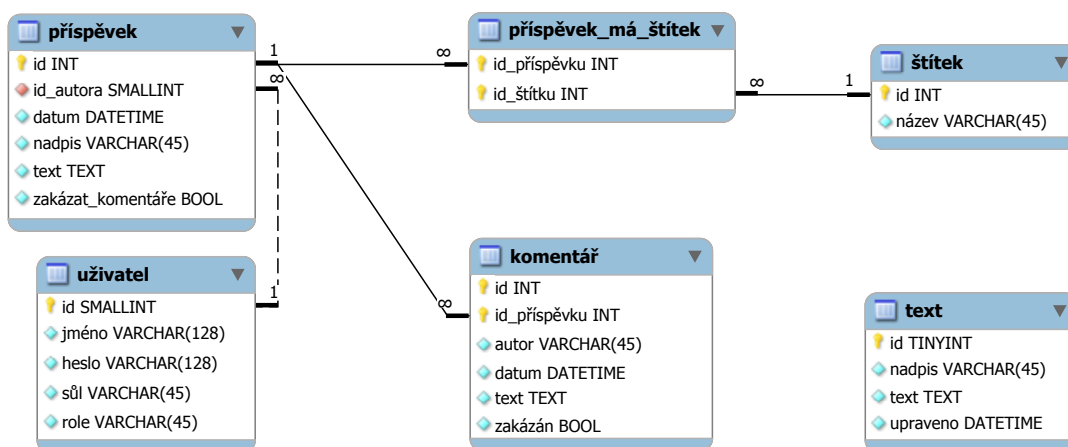 příspěvek
id INT
id_autora SMALLINT
datum DATETIME
nadpis VARCHAR(45)
text TEXT
zakázat_komentáře BOOL
1
∞
∞
příspěvek_má_štítek
id_příspěvku INT
id_štítku INT
∞
1
štítek
id INT
název VARCHAR(45)
uživatel
id SMALLINT
jméno VARCHAR(128)
heslo VARCHAR(128)
sůl VARCHAR(45)
role VARCHAR(45)
1
∞
komentář
id INT
id_příspěvku INT
autor VARCHAR(45)
datum DATETIME
text TEXT
zakázán BOOL
text
id TINYINT
nadpis VARCHAR(45)
text TEXT
upraveno DATETIME